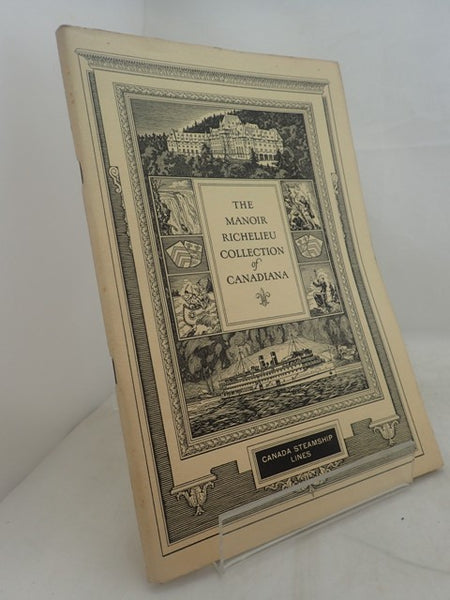 THE
MANOIR
RICHELIEU
COLLECTION
of
CANADIANA
CANADA STEAMSHIP
LINES